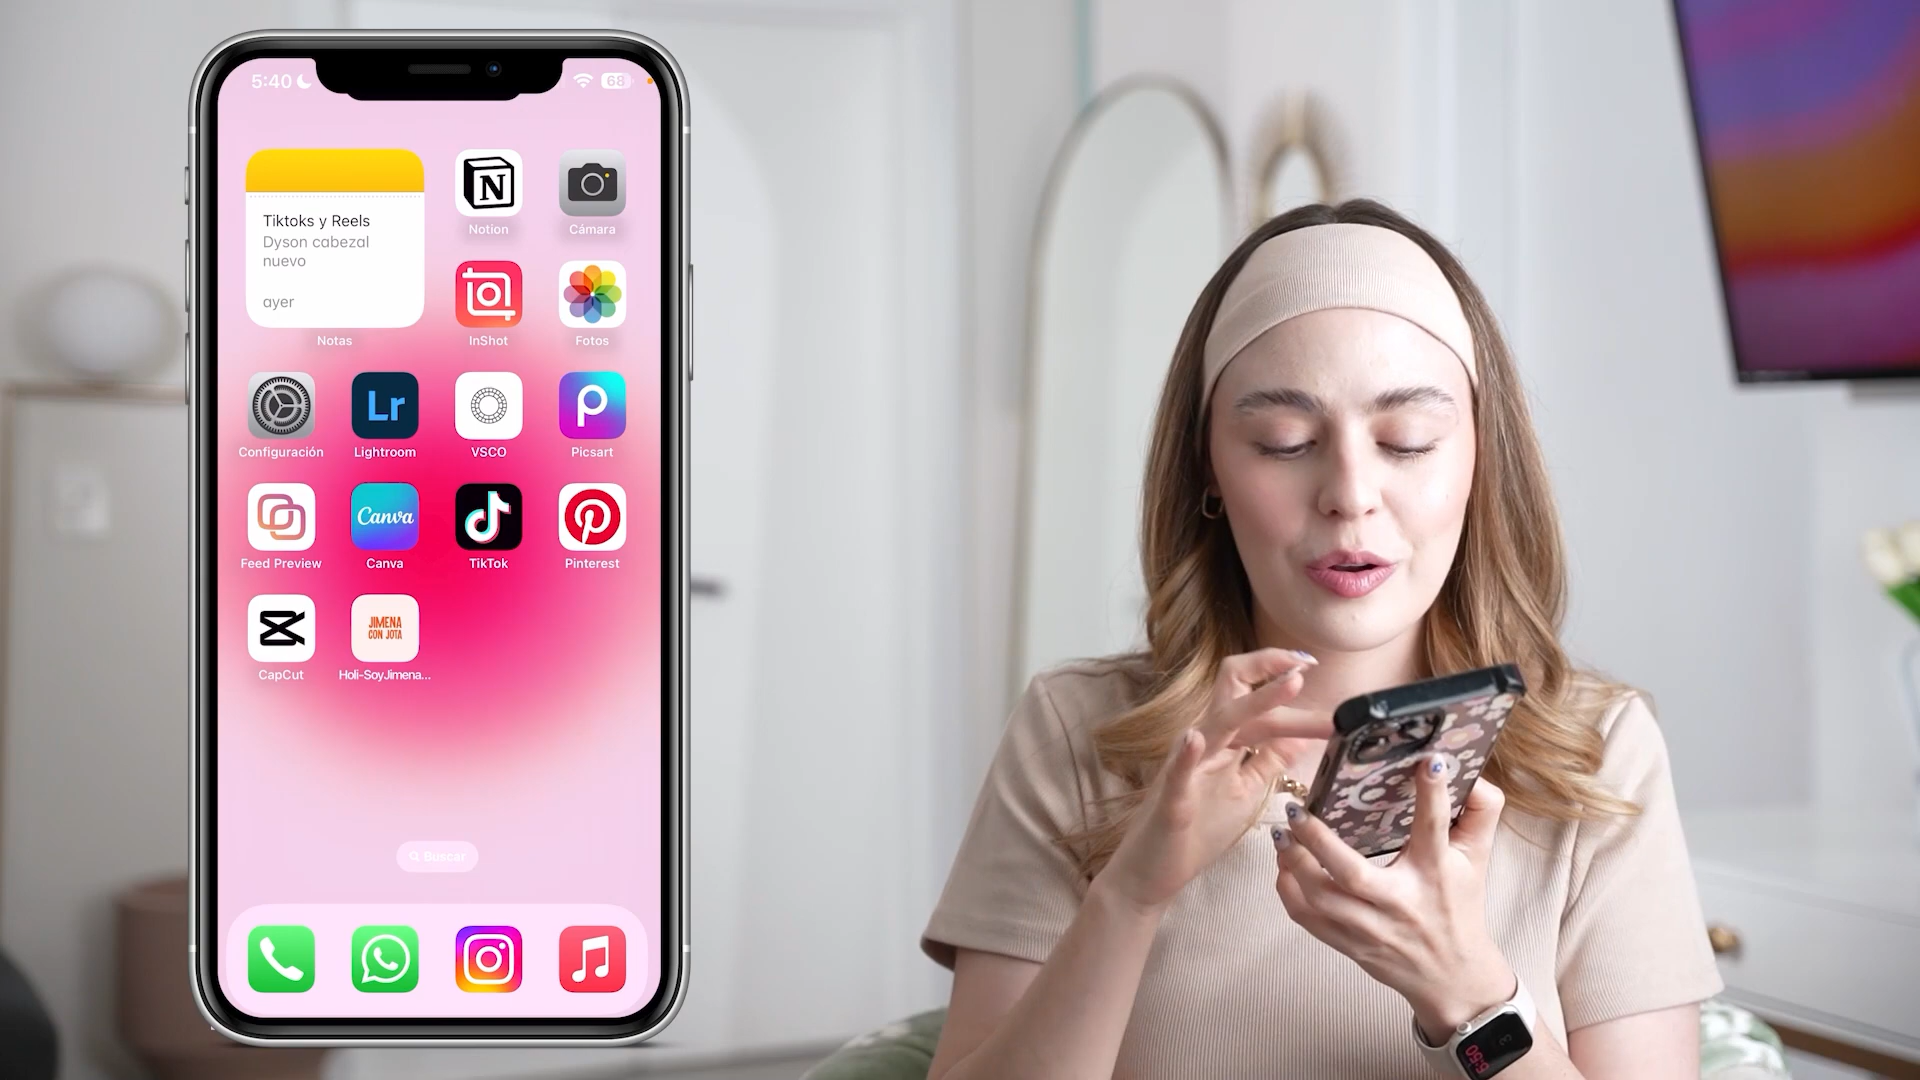 5:40
68
Tiktoks y Reels
Dyson cabezal
nuevo
ayer
Notas
N
Notion
Cámara
InShot
Fotos
Configuración
Lr
Lightroom
VSCO
Picsart
Feed Preview
Canva
Canva
TikTok
Pinterest
JIMENA
CON JOTA
CapCut
Holi-SoyJimena...
Buscar